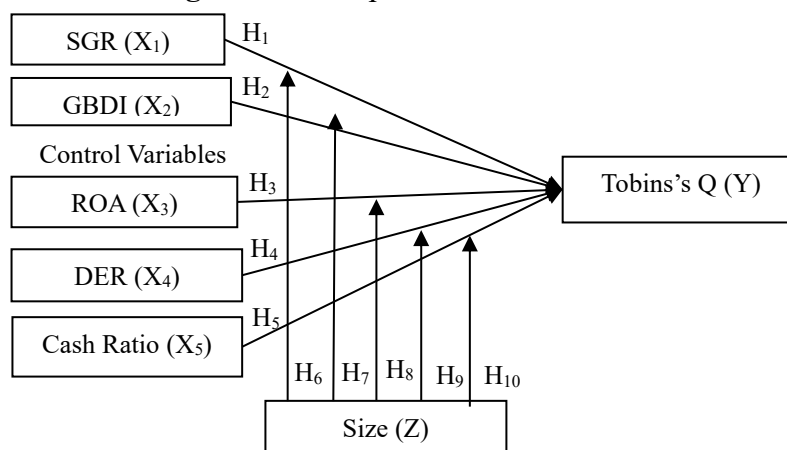 SGR (X₁)
H₁
GBDI (X₂)
H₂
Control Variables
ROA (X₃)
H₃
Tobins's Q (Y)
DER (X₄)
H₄
Cash Ratio (X₅)
H₅
H₆
H₇
H₈
H₉
H₁₀
Size (Z)